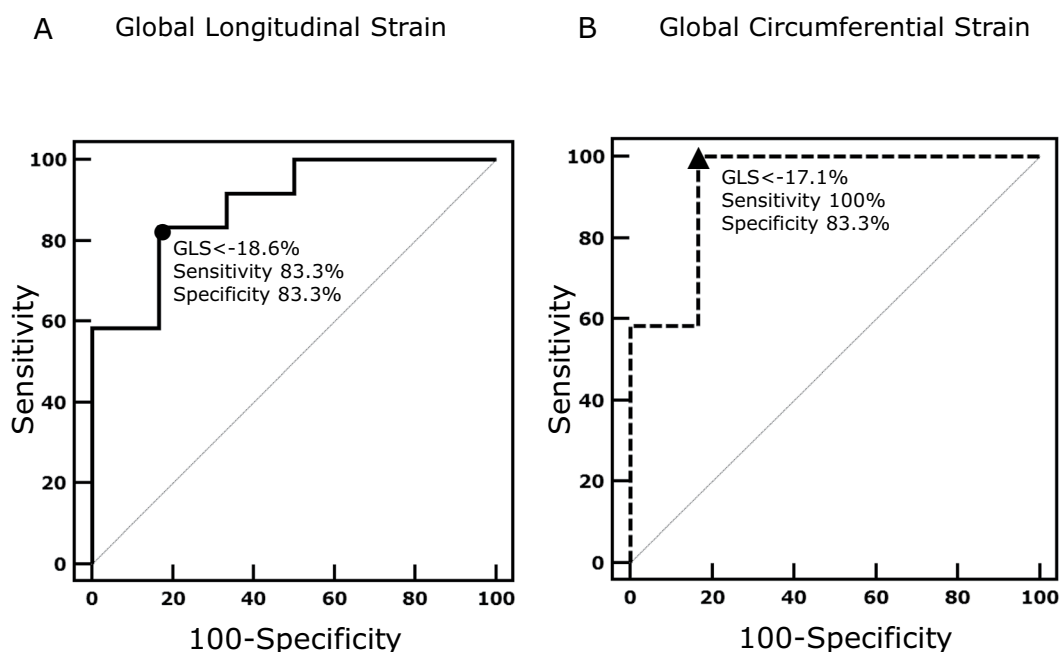 A Global Longitudinal Strain
100
80
60
40
20
0
Sensitivity
GLS<-18.6%
Sensitivity 83.3%
Specificity 83.3%
0 20 40 60 80 100
100-Specificity
B Global Circumferential Strain
100
80
60
40
20
0
Sensitivity
GLS<-17.1%
Sensitivity 100%
Specificity 83.3%
0 20 40 60 80 100
100-Specificity